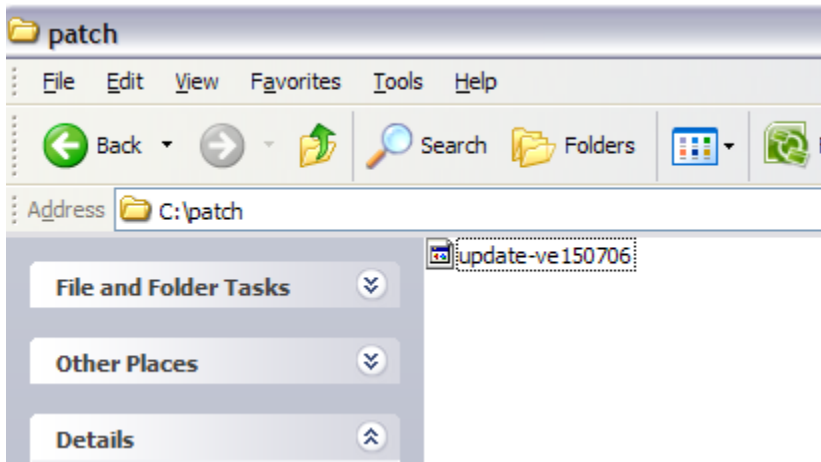 patch
File Edit View Favorites Tools Help
Back Search Folders
Address C:\patch
update-ve150706
File and Folder Tasks
Other Places
Details